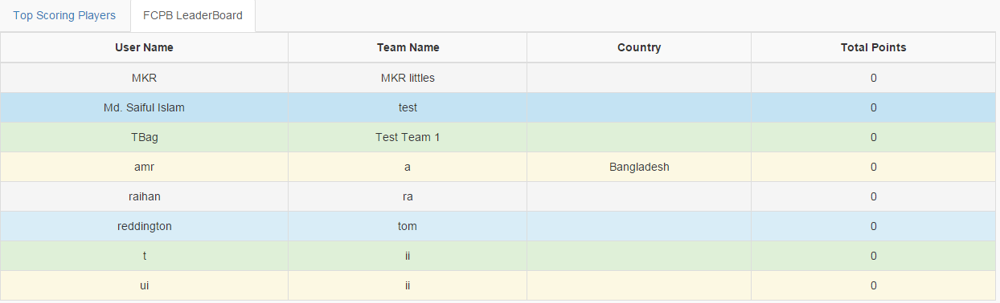 Top Scoring Players FCPB LeaderBoard
User Name Team Name Country Total Points
MKR MKR littles 0
Md. Saiful Islam test 0
TBag Test Team 1 0
amr a Bangladesh 0
raihan ra 0
reddington tom 0
t ii 0
ui ii 0